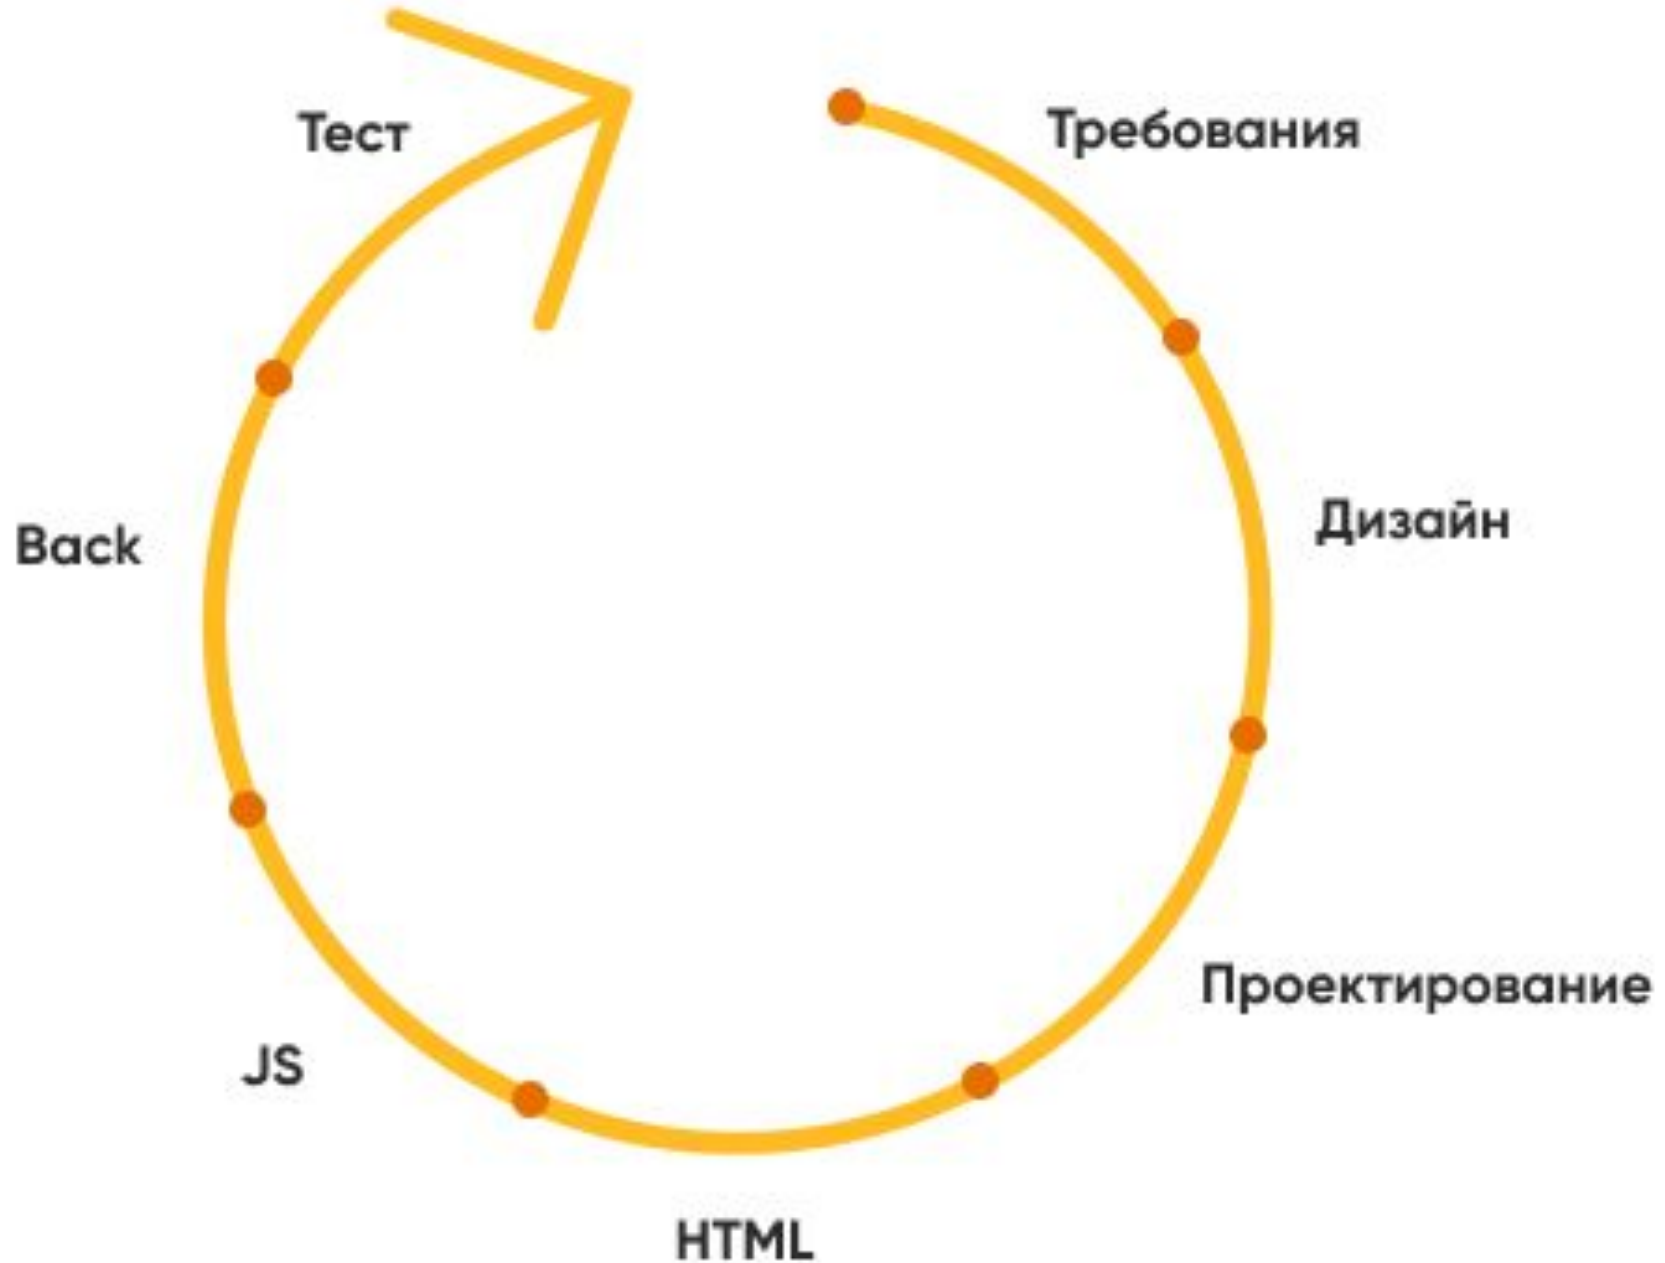 Требования
Дизайн
Проектирование
HTML
JS
Back
Тест